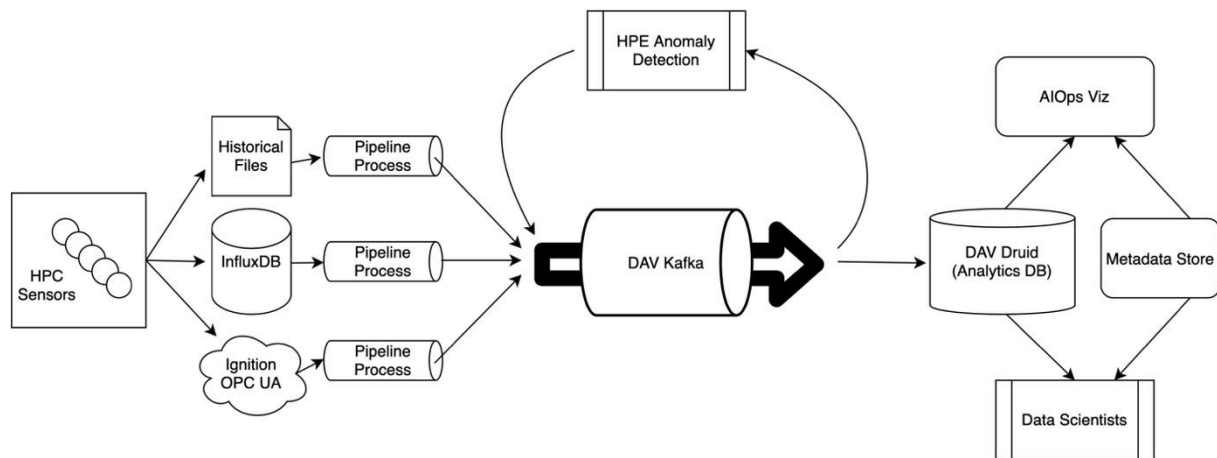 HPE Anomaly
Detection
AIOps Viz
Historical
Files
Pipeline
Process
HPC
Sensors
InfluxDB
Pipeline
Process
DAV Kafka
DAV Druid
(Analytics DB)
Metadata Store
Ignition
OPC UA
Pipeline
Process
Data Scientists